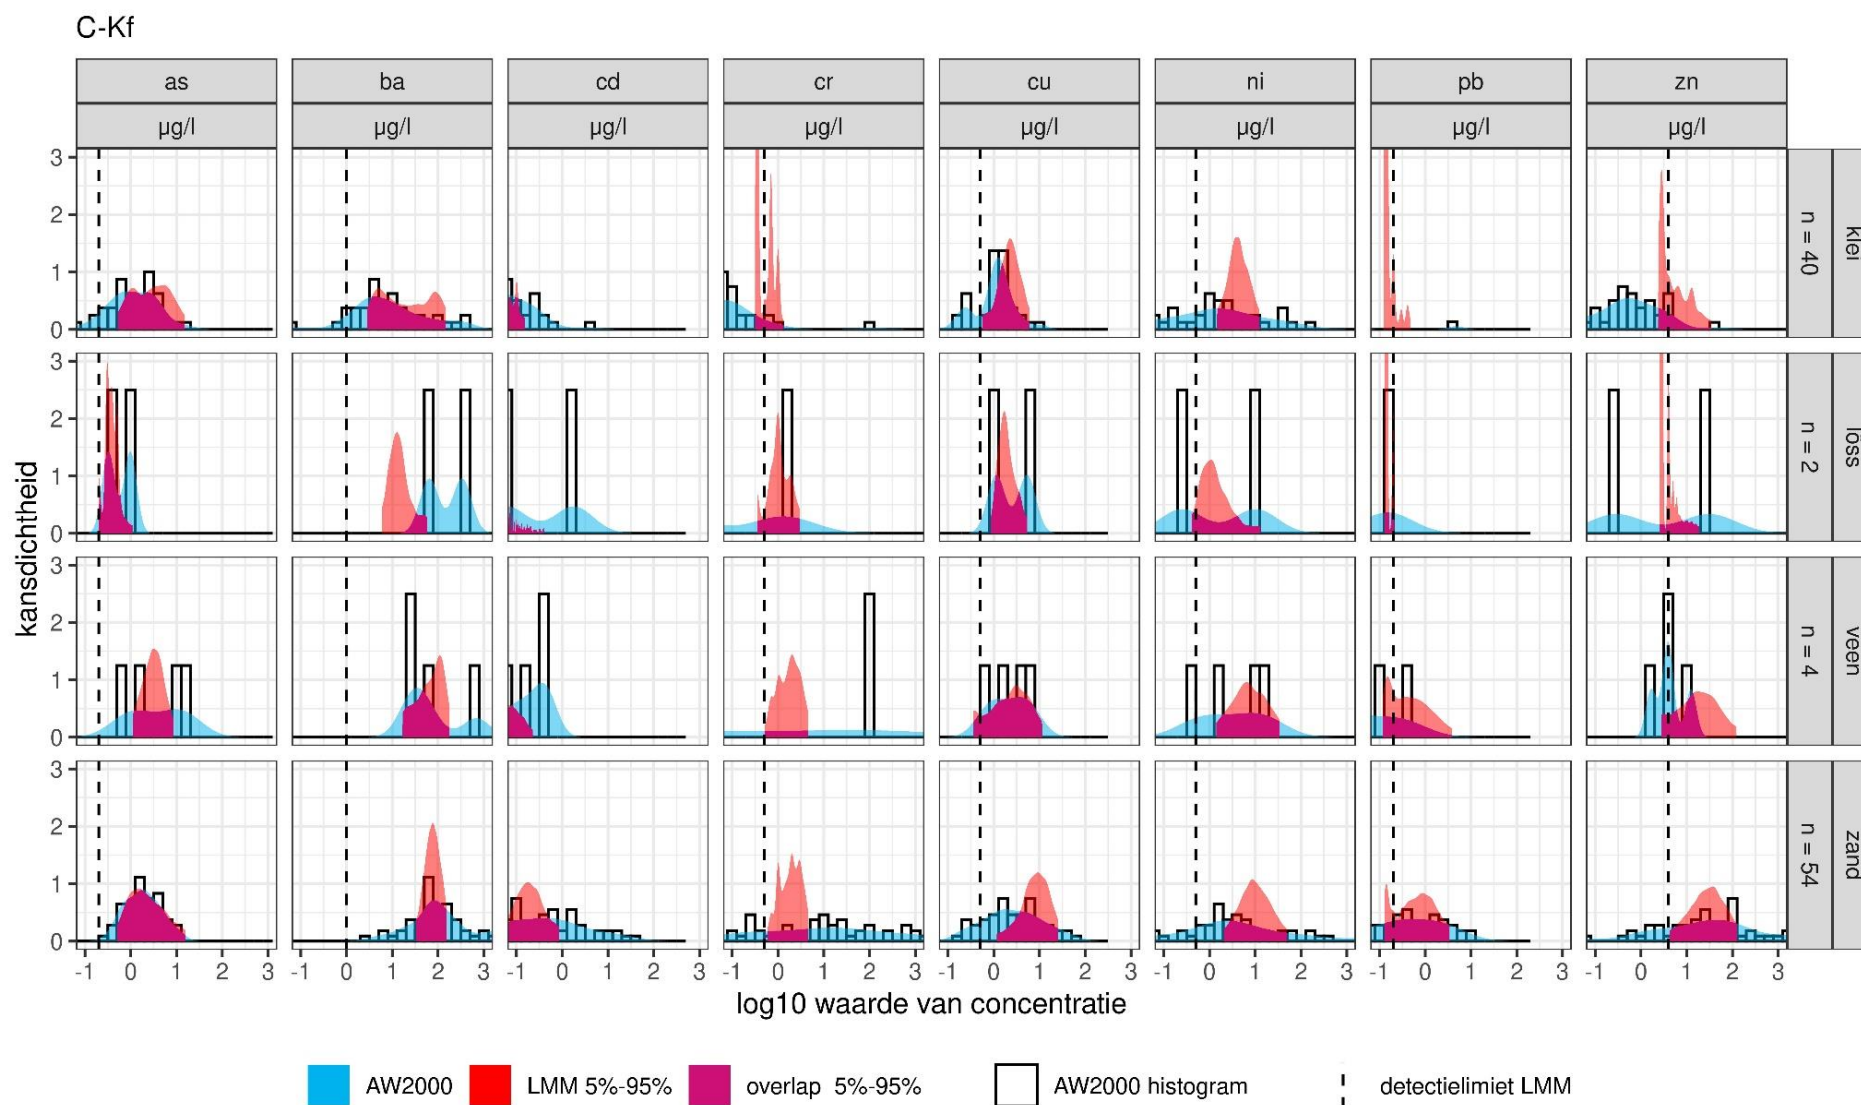 C-Kf
as ba cd cr cu ni pb zn
µg/l µg/l µg/l µg/l µg/l µg/l µg/l µg/l
kansdichtheid
3
2
1
0
n = 40 klei
3
2
1
0
n = 2 löss
3
2
1
0
n = 4 veen
3
2
1
0
n = 54 zand
-1 0 1 2 3 -1 0 1 2 3 -1 0 1 2 3 -1 0 1 2 3 -1 0 1 2 3 -1 0 1 2 3 -1 0 1 2 3 -1 0 1 2 3
log10 waarde van concentratie
AW2000 LMM 5%-95% overlap 5%-95% AW2000 histogram detectielimiet LMM